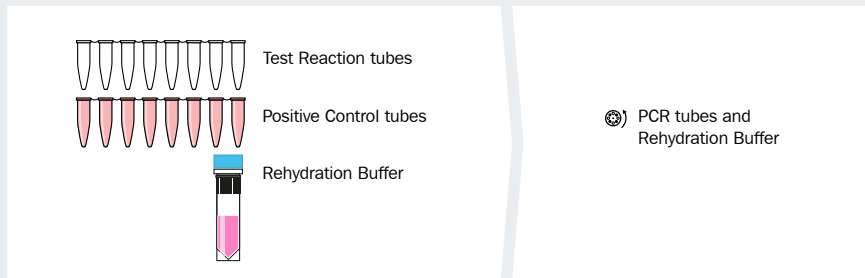 Test Reaction tubes
Positive Control tubes
Rehydration Buffer
PCR tubes and
Rehydration Buffer